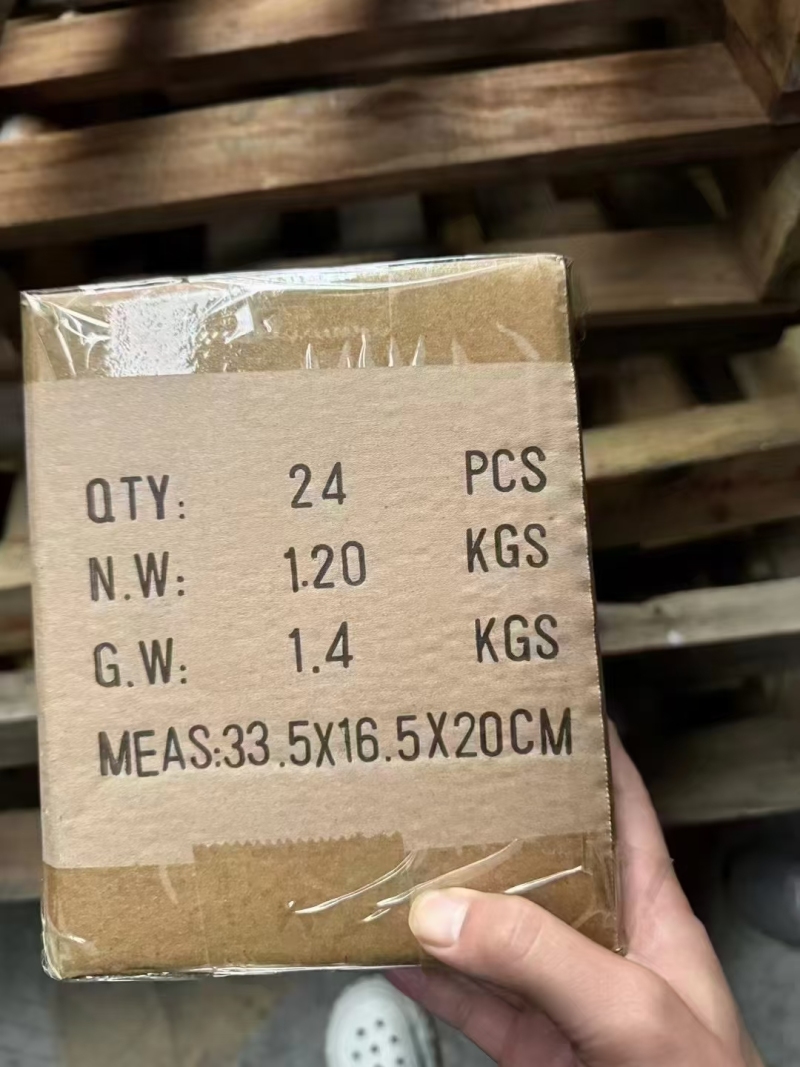 QTY: 24 PCS
N.W: 1.20 KGS
G.W: 1.4 KGS
MEAS:33.5X16.5X20CM